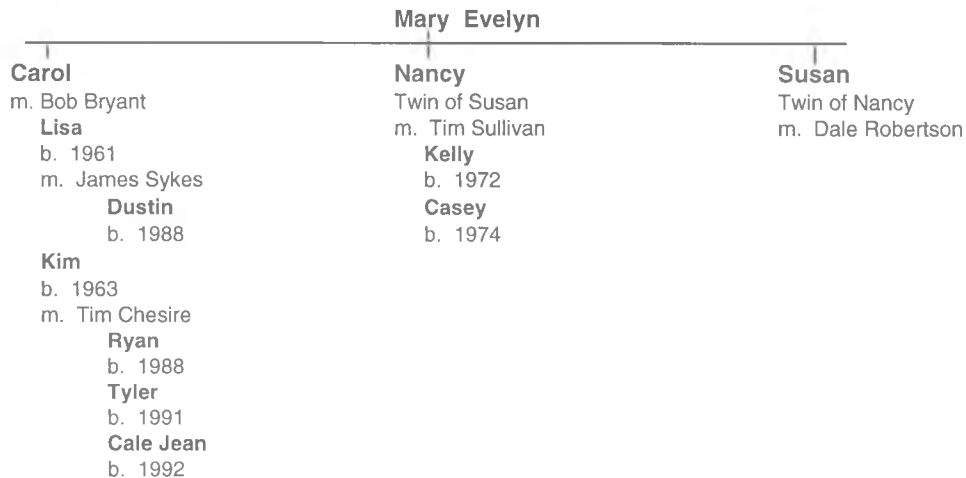 Mary Evelyn
Carol
m. Bob Bryant
Lisa
b. 1961
m. James Sykes
Dustin
b. 1988
Kim
b. 1963
m. Tim Chesire
Ryan
b. 1988
Tyler
b. 1991
Cale Jean
b. 1992
Nancy
Twin of Susan
m. Tim Sullivan
Kelly
b. 1972
Casey
b. 1974
Susan
Twin of Nancy
m. Dale Robertson